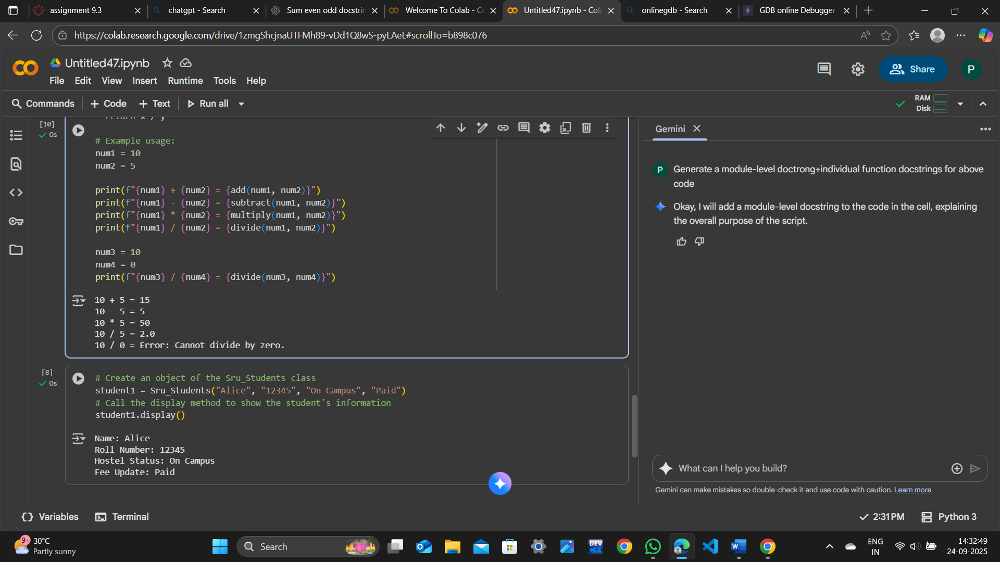 assignment 9.3
chatgpt - Search
Sum even odd docstrin
Welcome To Colab - Co
Untitled47.ipynb - Cola
onlinegdb - Search
GDB online Debugger
https://colab.research.google.com/drive/1zmgShcjnaUTFMh89-vDd1Q8wS-pyLAeL#scrollTo=b898c076
Untitled47.ipynb
File Edit View Insert Runtime Tools Help
Share
P
Commands + Code + Text Run all
RAM
Disk
[10]
0s
return x / y
# Example usage:
num1 = 10
num2 = 5
print(f"{num1} + {num2} = {add(num1, num2)}")
print(f"{num1} - {num2} = {subtract(num1, num2)}")
print(f"{num1} * {num2} = {multiply(num1, num2)}")
print(f"{num1} / {num2} = {divide(num1, num2)}")
num3 = 10
num4 = 0
print(f"{num3} / {num4} = {divide(num3, num4)}")
10 + 5 = 15
10 - 5 = 5
10 * 5 = 50
10 / 5 = 2.0
10 / 0 = Error: Cannot divide by zero.
[8]
0s
# Create an object of the Sru_Students class
student1 = Sru_Students("Alice", "12345", "On Campus", "Paid")
# Call the display method to show the student's information
student1.display()
Name: Alice
Roll Number: 12345
Hostel Status: On Campus
Fee Update: Paid
Gemini
P
Generate a module-level doctrong+individual function docstrings for above
code
Okay, I will add a module-level docstring to the code in the cell, explaining
the overall purpose of the script.
What can I help you build?
Gemini can make mistakes so double-check it and use code with caution. Learn more
Variables
Terminal
2:31 PM
Python 3
9+
30°C
Partly sunny
Search
DEV
C++
ENG
IN
14:32:49
24-09-2025